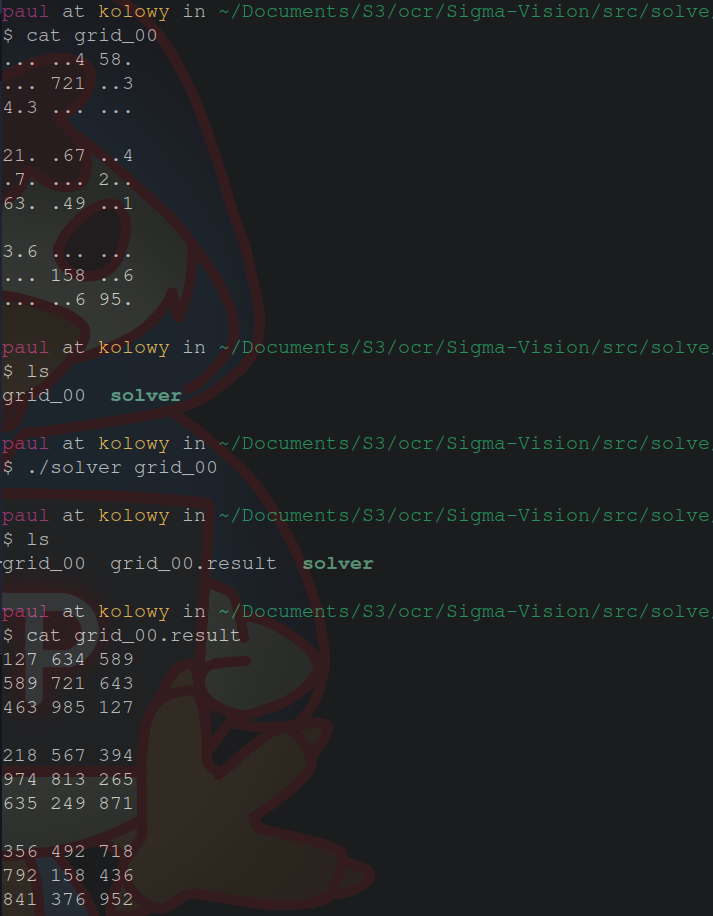 paul at kolowy in ~/Documents/S3/ocr/Sigma-Vision/src/solve/
$ cat grid_00
... ..4 58.
... 721 ..3
4.3 ... ...
21. .67 ..4
.7. ... 2..
63. .49 ..1
3.6 ... ...
... 158 ..6
... ..6 95.
paul at kolowy in ~/Documents/S3/ocr/Sigma-Vision/src/solve/
$ ls
grid_00  solver
paul at kolowy in ~/Documents/S3/ocr/Sigma-Vision/src/solve/
$ ./solver grid_00
paul at kolowy in ~/Documents/S3/ocr/Sigma-Vision/src/solve/
$ ls
grid_00  grid_00.result  solver
paul at kolowy in ~/Documents/S3/ocr/Sigma-Vision/src/solve/
$ cat grid_00.result
127 634 589
589 721 643
463 985 127
218 567 394
974 813 265
635 249 871
356 492 718
792 158 436
841 376 952
P